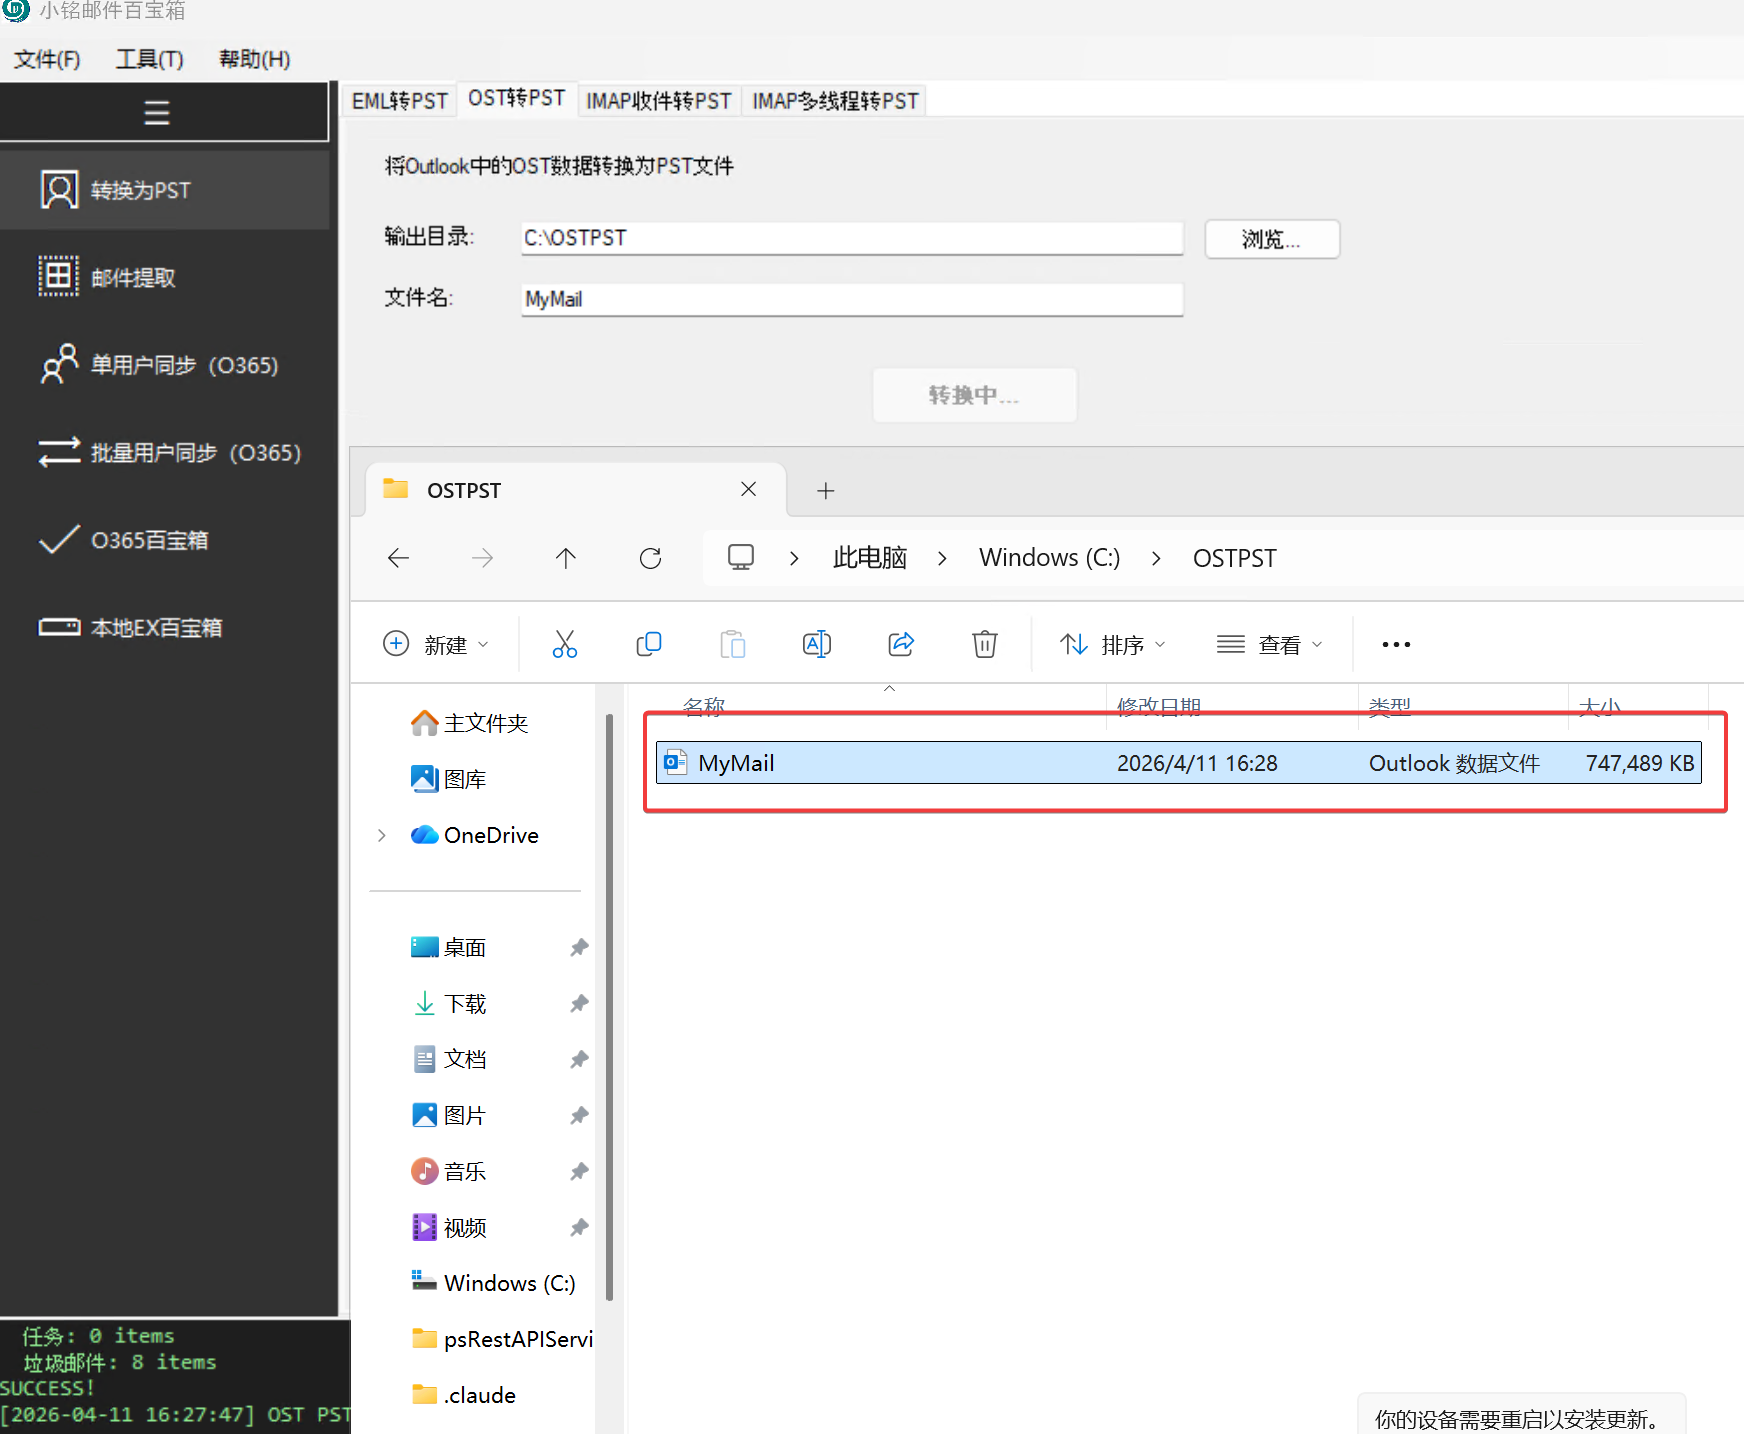 小铭邮件百宝箱
文件(F) 工具(T) 帮助(H)
EML转PST OST转PST IMAP收件转PST IMAP多线程转PST
转换为PST
邮件提取
单用户同步（O365)
批量用户同步（O365)
O365百宝箱
本地EX百宝箱
将Outlook中的OST数据转换为PST文件
输出目录: C:\OSTPST 浏览...
文件名: MyMail
转换中...
OSTPST
此电脑 > Windows (C:) > OSTPST
新建 排序 查看
名称 修改日期 类型 大小
MyMail 2026/4/11 16:28 Outlook 数据文件 747,489 KB
主文件夹
图库
OneDrive
桌面
下载
文档
图片
音乐
视频
Windows (C:)
psRestAPIServi
.claude
任务: 0 items
垃圾邮件: 8 items
SUCCESS!
[2026-04-11 16:27:47] OST PST
你的设备需要重启以安装更新。